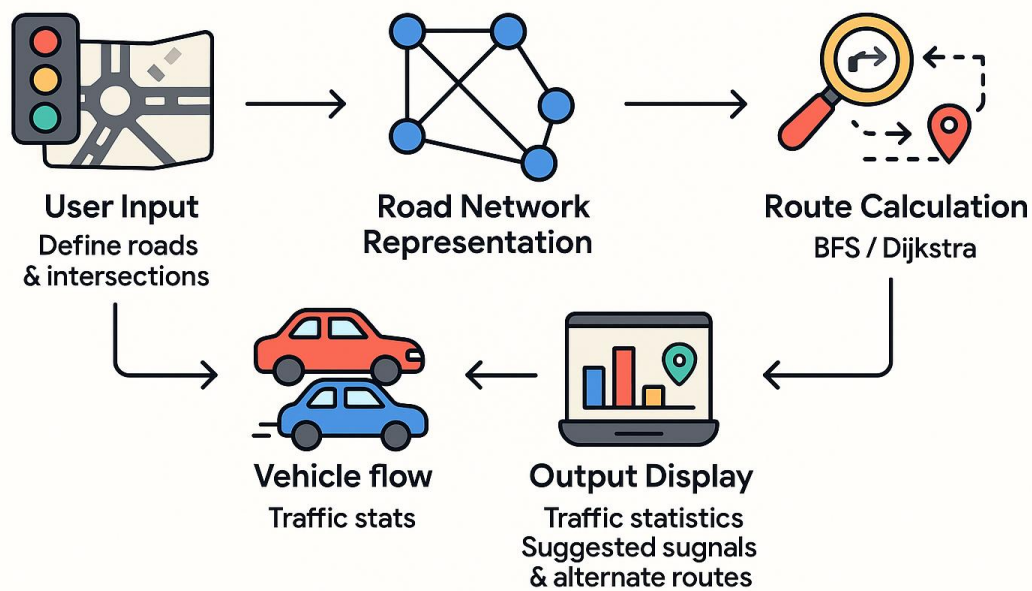 User Input
Define roads
& intersections
Road Network
Representation
Route Calculation
BFS / Dijkstra
Vehicle flow
Traffic stats
Output Display
Traffic statistics
Suggested sugnals
& alternate routes